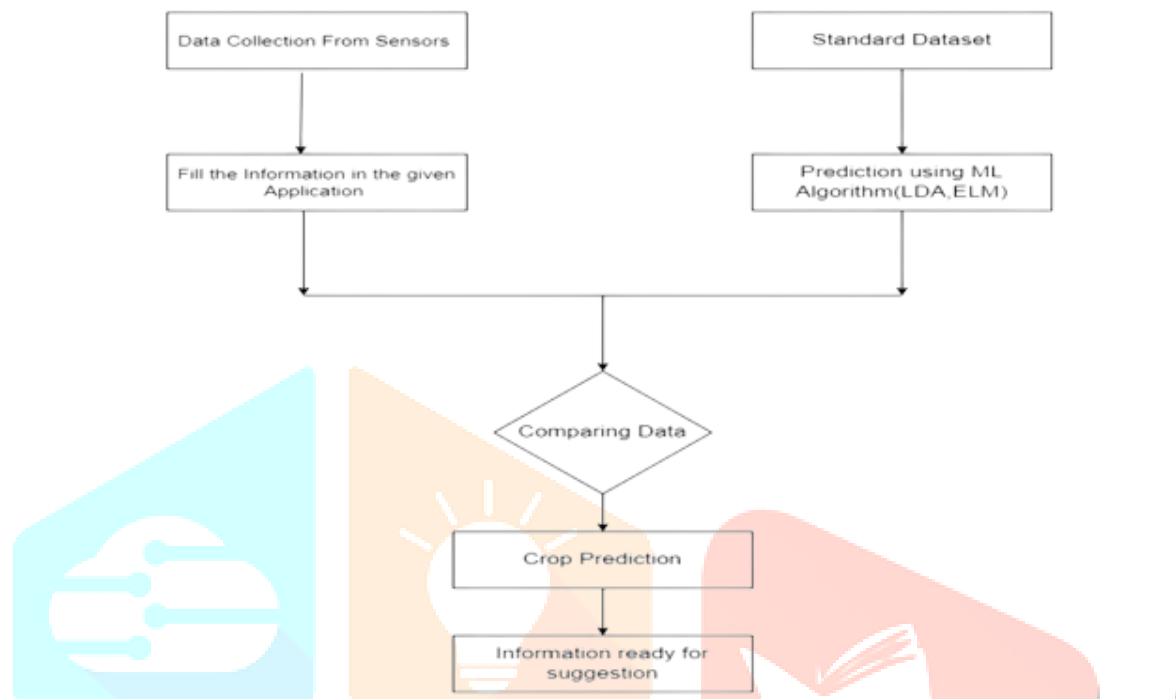 Data Collection From Sensors
Standard Dataset
Fill the Information in the given
Application
Prediction using ML
Algorithm(LDA,ELM)
Comparing Data
Crop Prediction
Information ready for
suggestion